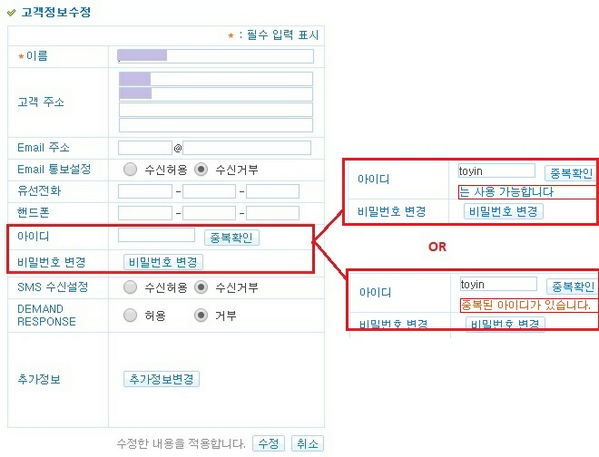 고객정보수정
* : 필수 입력 표시
*이름
고객 주소
Email 주소 @
Email 통보설정 수신허용 수신거부
유선전화 - -
핸드폰 - -
아이디 중복확인
비밀번호 변경 비밀번호 변경
SMS 수신설정 수신허용 수신거부
DEMAND
RESPONSE 허용 거부
추가정보 추가정보변경
수정한 내용을 적용합니다. 수정 취소
아이디 toyin 중복확인
는 사용 가능합니다
비밀번호 변경 비밀번호 변경
OR
아이디 toyin 중복확인
중복된 아이디가 있습니다.
비밀번호 변경 비밀번호 변경